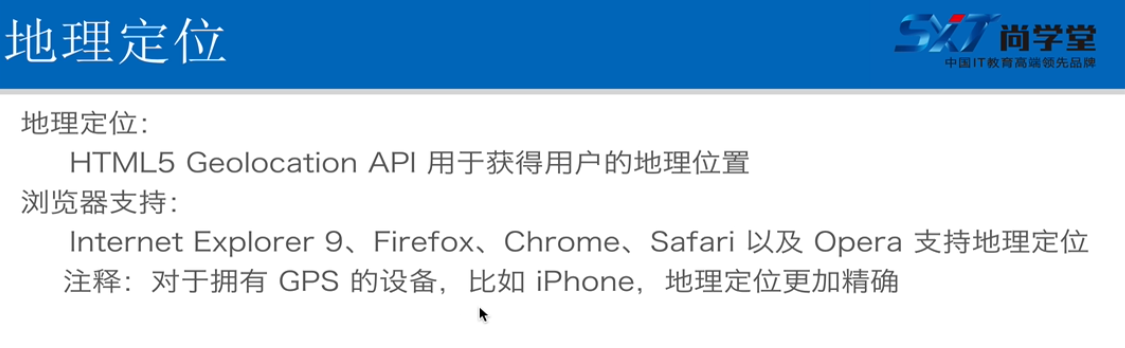 地理定位
SXT 尚学堂
中国IT教育高端领先品牌
地理定位：
HTML5 Geolocation API 用于获得用户的地理位置
浏览器支持：
Internet Explorer 9、Firefox、Chrome、Safari 以及 Opera 支持地理定位
注释：对于拥有 GPS 的设备，比如 iPhone，地理定位更加精确